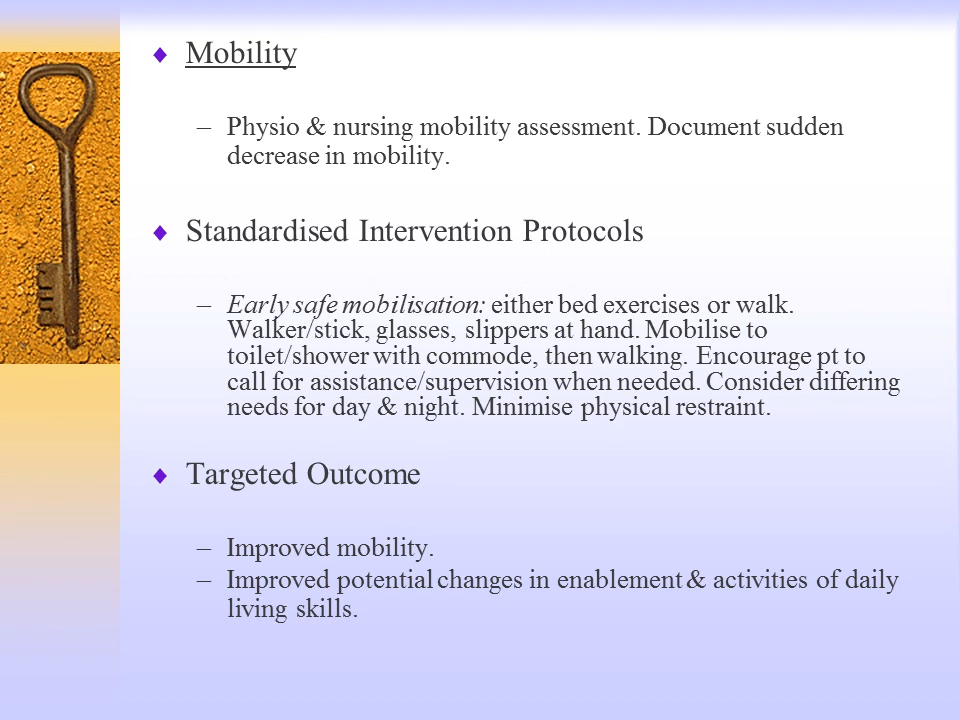 ♦ Mobility
– Physio & nursing mobility assessment. Document sudden
decrease in mobility.
♦ Standardised Intervention Protocols
– Early safe mobilisation: either bed exercises or walk.
Walker/stick, glasses, slippers at hand. Mobilise to
toilet/shower with commode, then walking. Encourage pt to
call for assistance/supervision when needed. Consider differing
needs for day & night. Minimise physical restraint.
♦ Targeted Outcome
– Improved mobility.
– Improved potential changes in enablement & activities of daily
living skills.